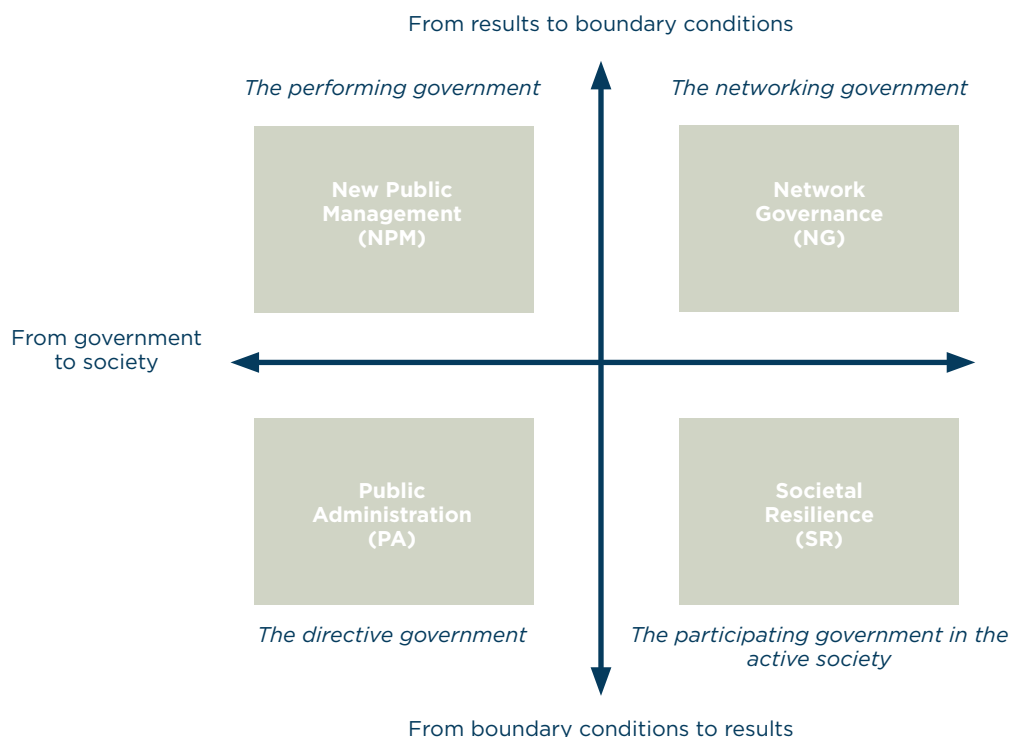 From results to boundary conditions
The performing government
The networking government
New Public
Management
(NPM)
Network
Governance
(NG)
From government
to society
Public
Administration
(PA)
Societal
Resilience
(SR)
The directive government
The participating government in the
active society
From boundary conditions to results